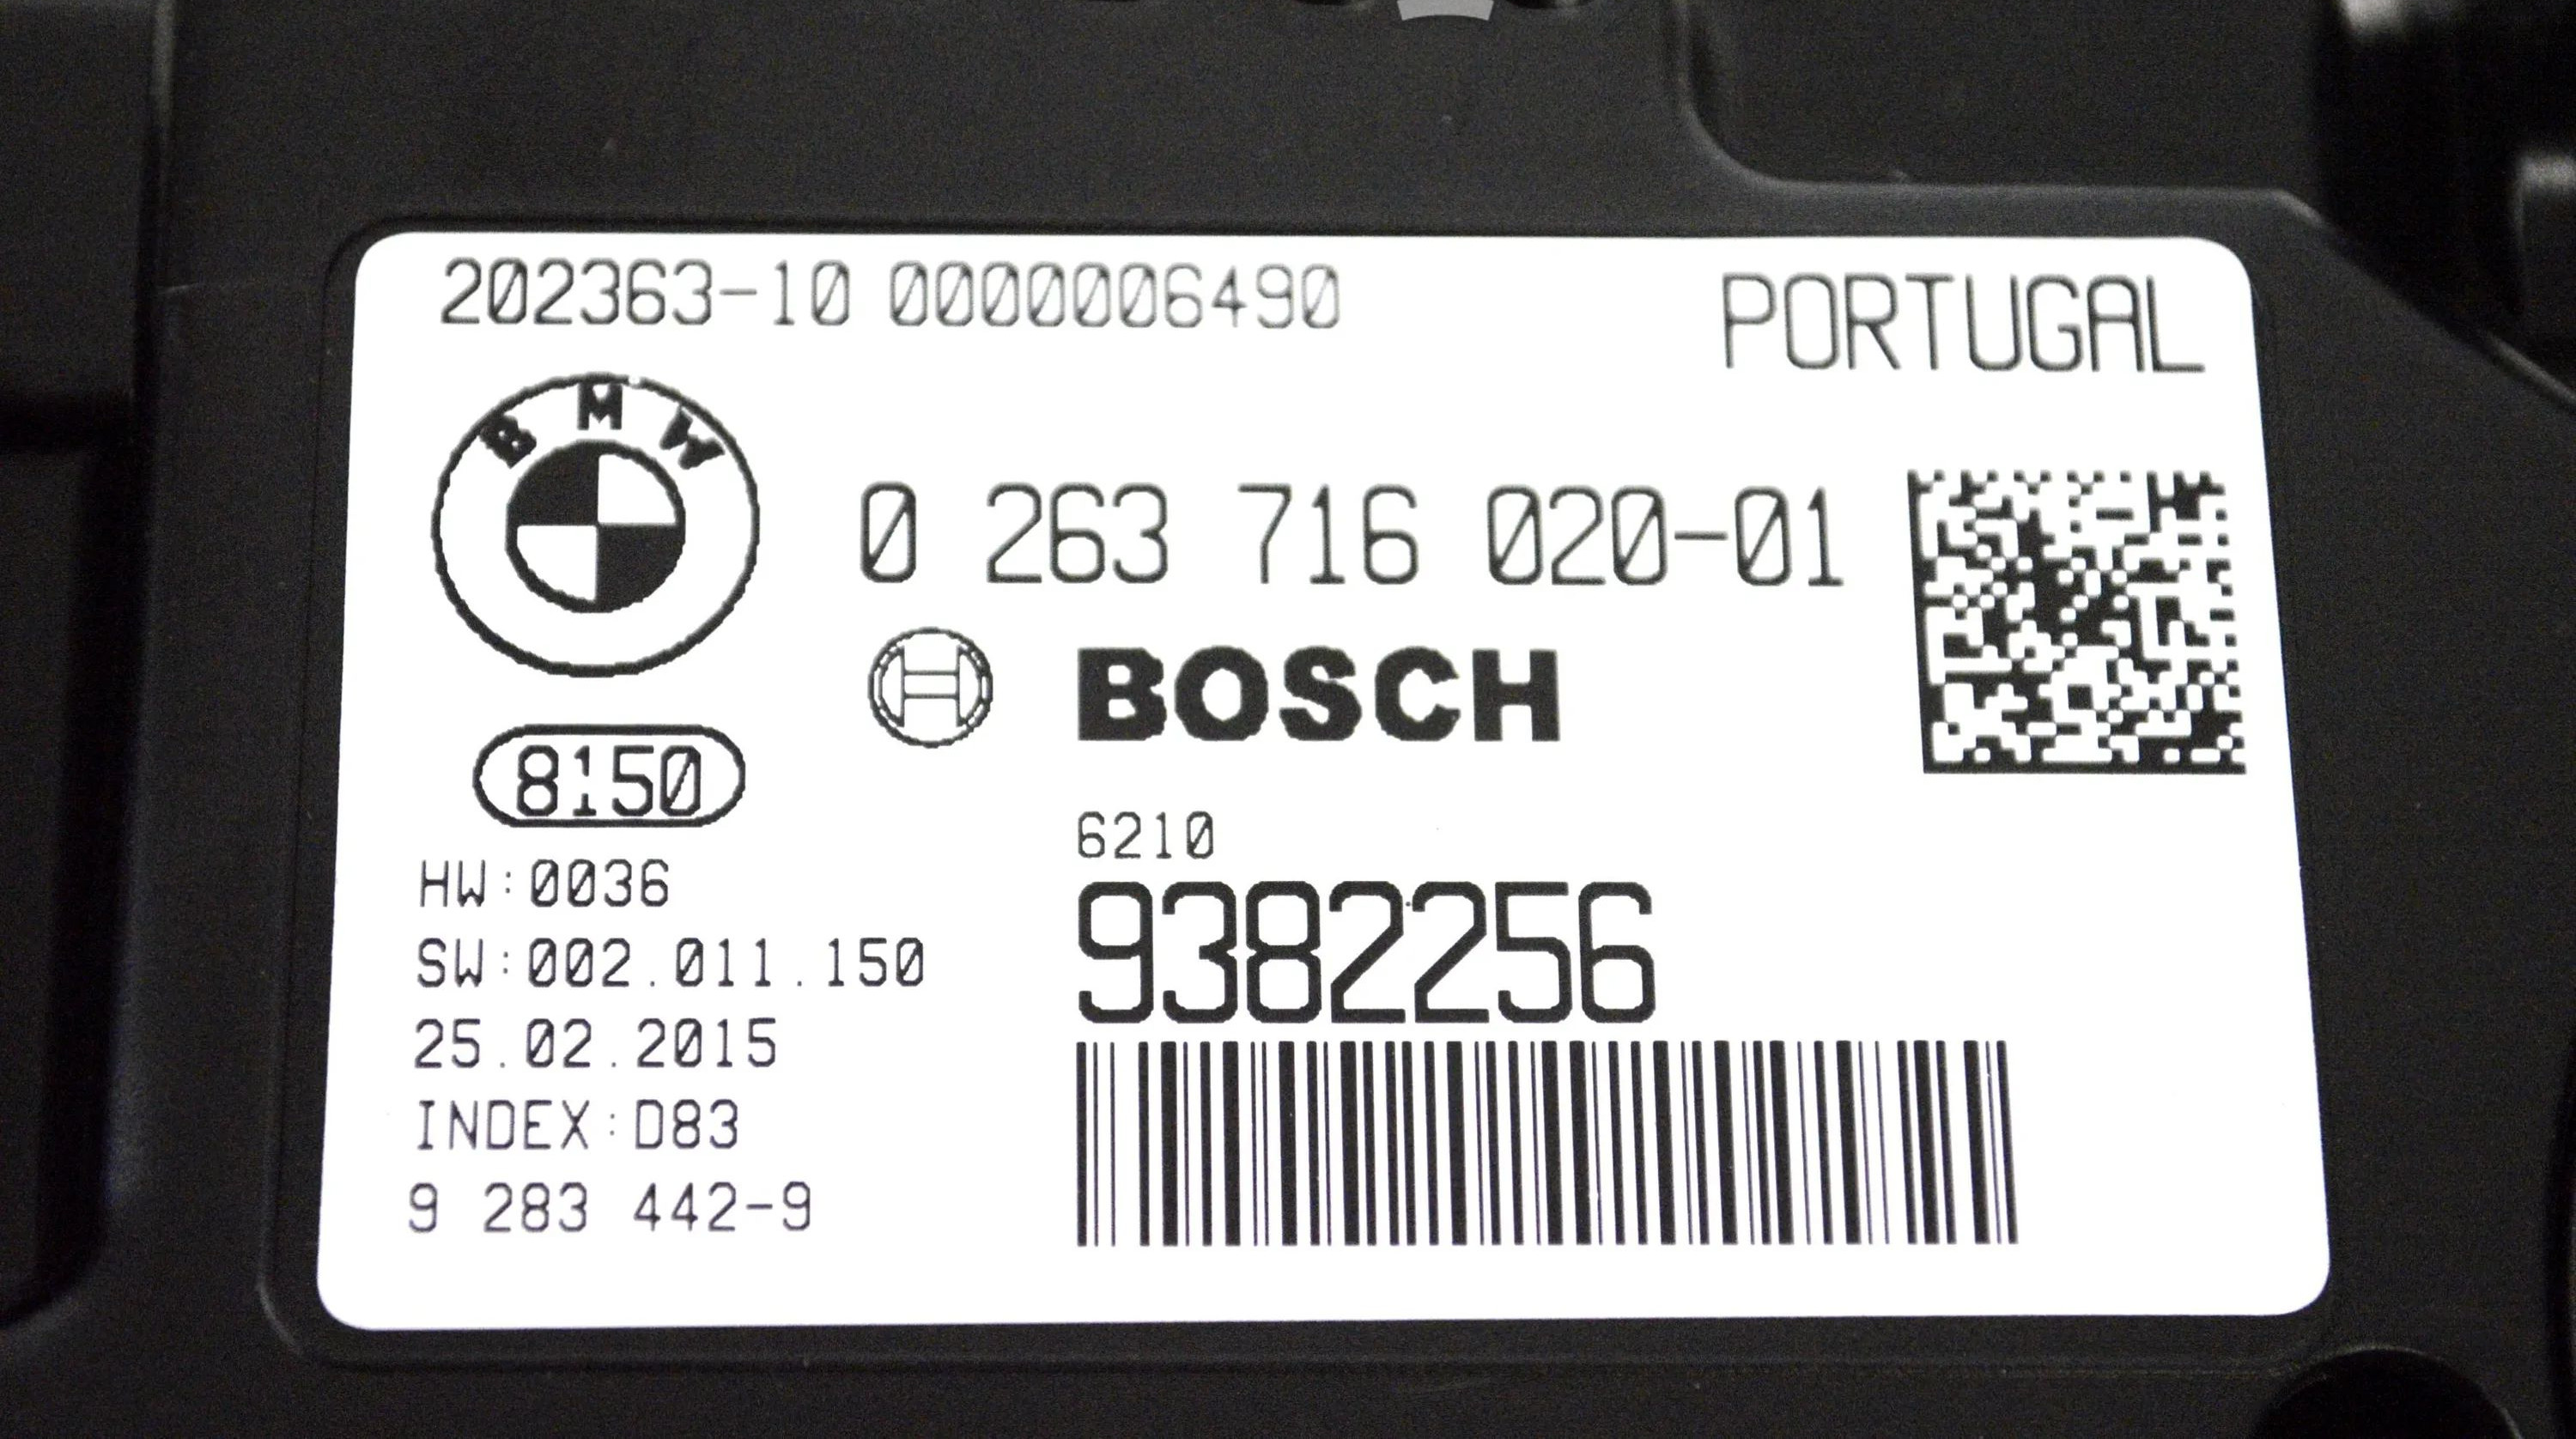 202363-10 0000006490
PORTUGAL
BMW
0 263 716 020-01
BOSCH
8150
6210
HW:0036
9382256
SW:002.011.150
25.02.2015
INDEX:D83
9 283 442-9